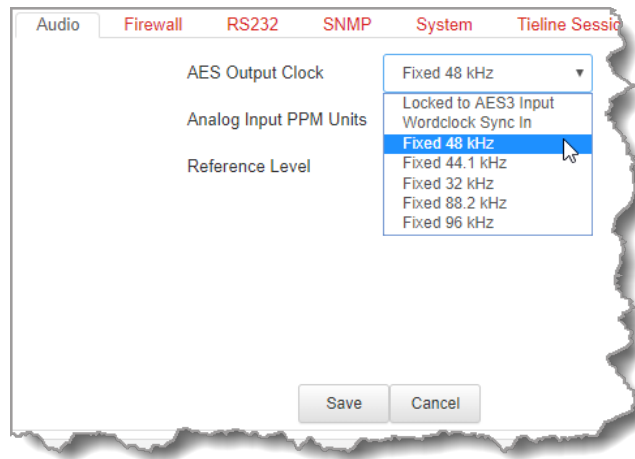 Audio Firewall RS232 SNMP System Tieline
AES Output Clock Fixed 48 kHz
Locked to AES3 Input
Analog Input PPM Units
Wordclock Sync In
Fixed 48 kHz
Reference Level
Fixed 44.1 kHz
Fixed 32 kHz
Fixed 88.2 kHz
Fixed 96 kHz
Save Cancel